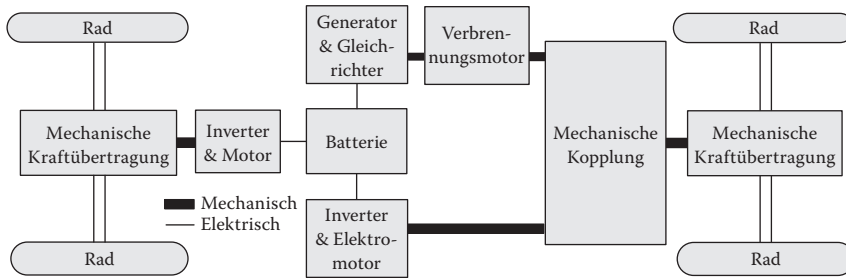 Rad
Generator
& Gleich-
richter
Verbren-
nungsmotor
Rad
Mechanische
Kraftübertragung
Inverter
& Motor
Batterie
Mechanische
Kopplung
Mechanische
Kraftübertragung
Mechanisch
Elektrisch
Inverter
& Elektro-
motor
Rad
Rad